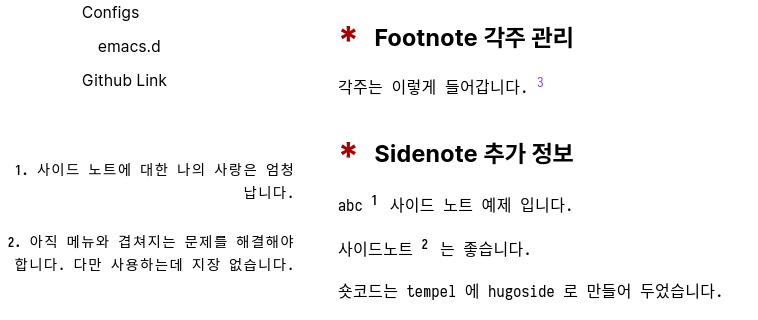 Configs
emacs.d
Github Link
1. 사이드 노트에 대한 나의 사랑은 엄청
납니다.
2. 아직 메뉴와 겹쳐지는 문제를 해결해야
합니다. 다만 사용하는데 지장 없습니다.
* Footnote 각주 관리
각주는 이렇게 들어갑니다. 3
* Sidenote 추가 정보
abc 1 사이드 노트 예제 입니다.
사이드노트 2 는 좋습니다.
숏코드는 tempel 에 hugoside 로 만들어 두었습니다.